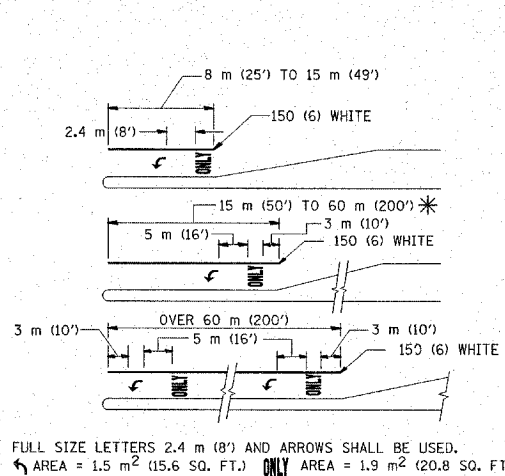 8 m (25') TO 15 m (49')
150 (6) WHITE
2.4 m (8')
ONLY
15 m (50') TO 60 m (200') *
5 m (16')
3 m (10')
150 (6) WHITE
ONLY
OVER 60 m (200')
3 m (10')
5 m (16')
3 m (10')
150 (6) WHITE
ONLY
ONLY
FULL SIZE LETTERS 2.4 m (8') AND ARROWS SHALL BE USED.
AREA = 1.5 m² (15.6 SQ. FT.) ONLY AREA = 1.9 m² (20.8 SQ. FT